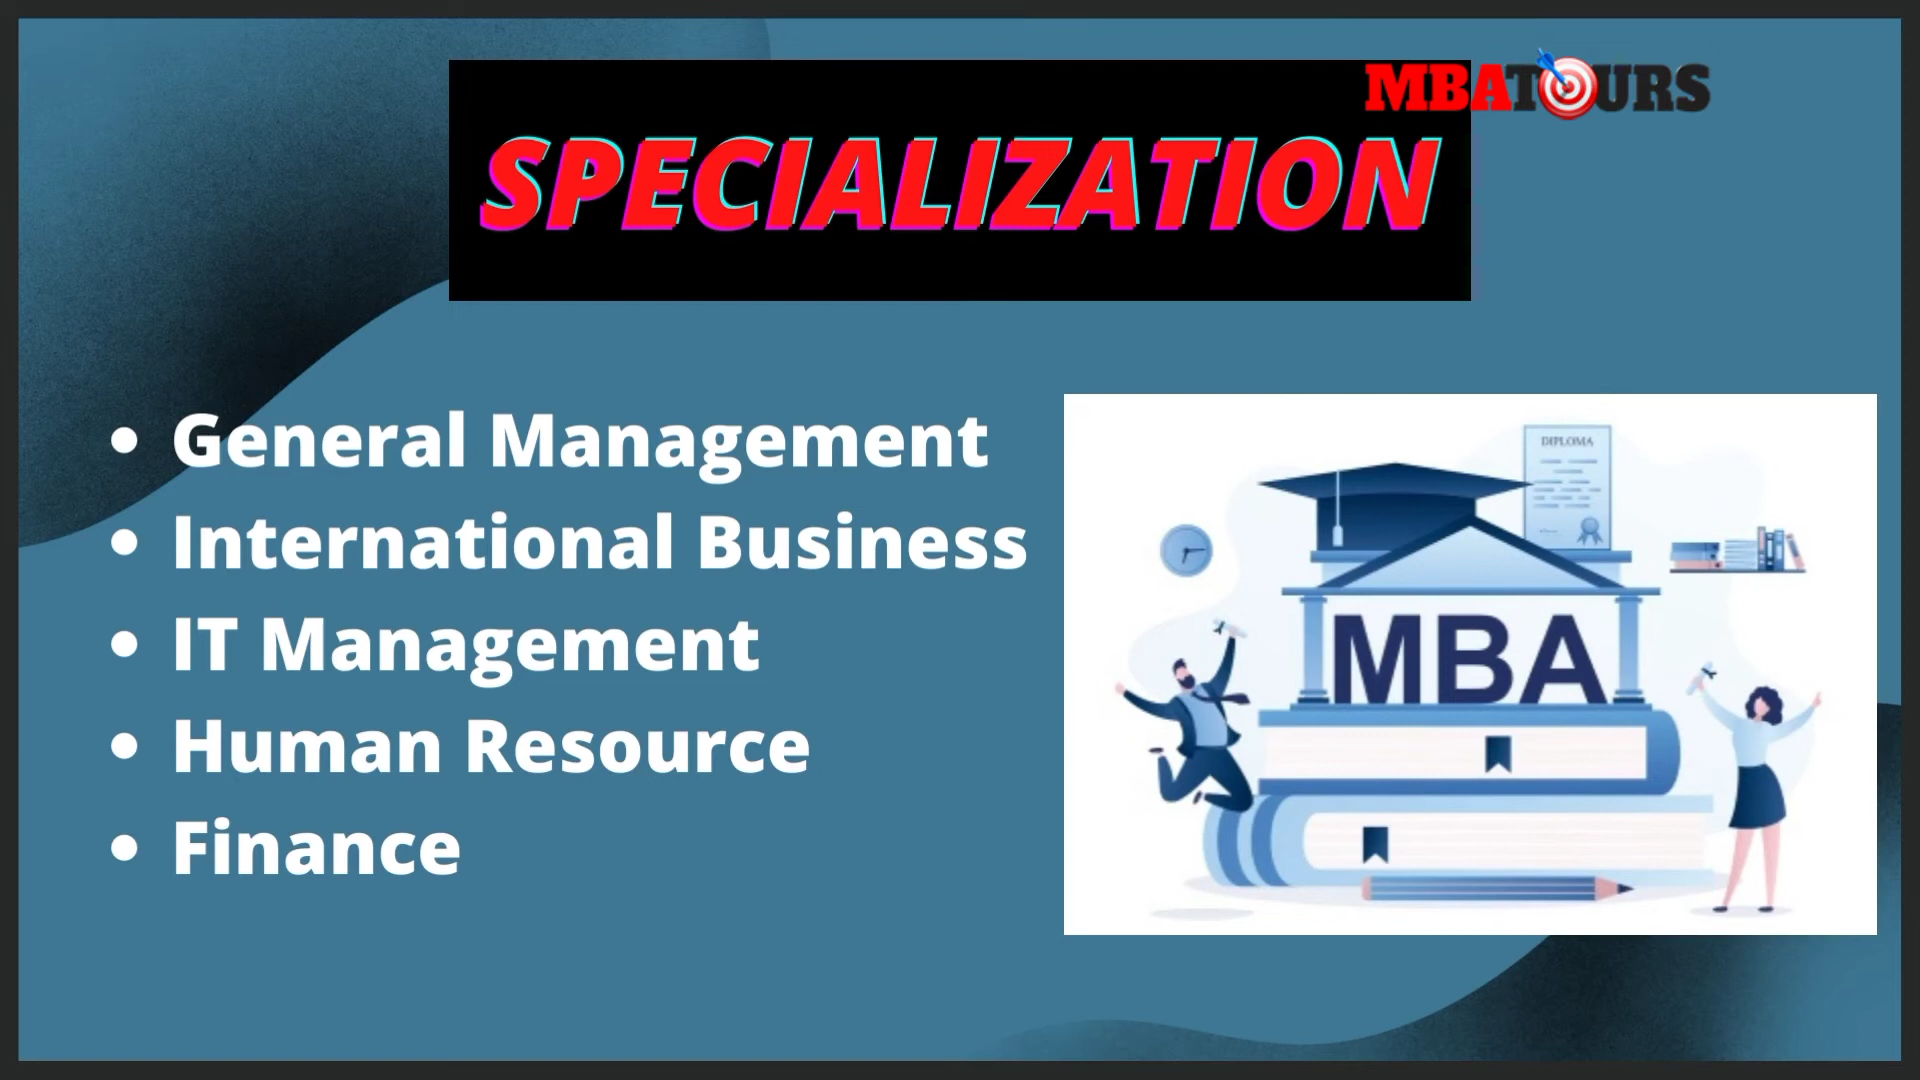 MBATOURS
SPECIALIZATION
• General Management
• International Business
• IT Management
• Human Resource
• Finance
DIPLOMA
MBA